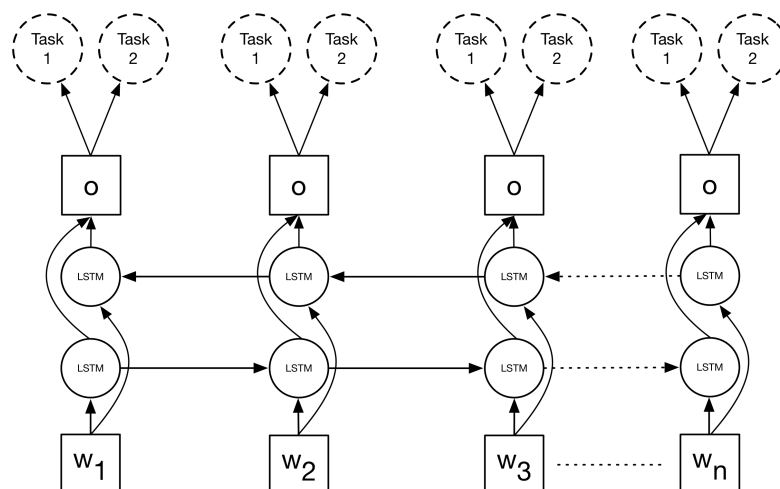 Task Task Task Task Task Task Task Task
1 2 1 2 1 2 1 2
o o o o
LSTM LSTM LSTM LSTM
LSTM LSTM LSTM LSTM
w1 w2 w3 wn